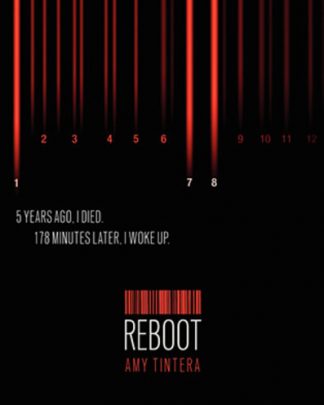 2 3 4 5 6 9 10 11 12
1 7 8
5 YEARS AGO, I DIED.
178 MINUTES LATER, I WOKE UP.
REBOOT
AMY TINTERA